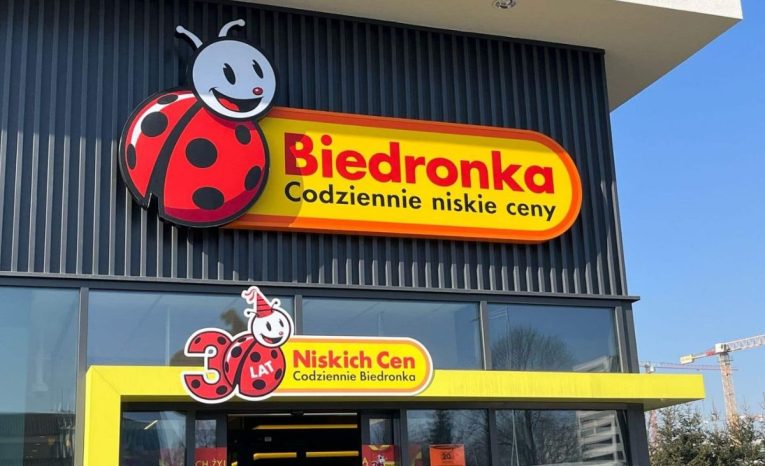 Biedronka
Codziennie niskie ceny
30 LAT
Niskich Cen
Codziennie Biedronka